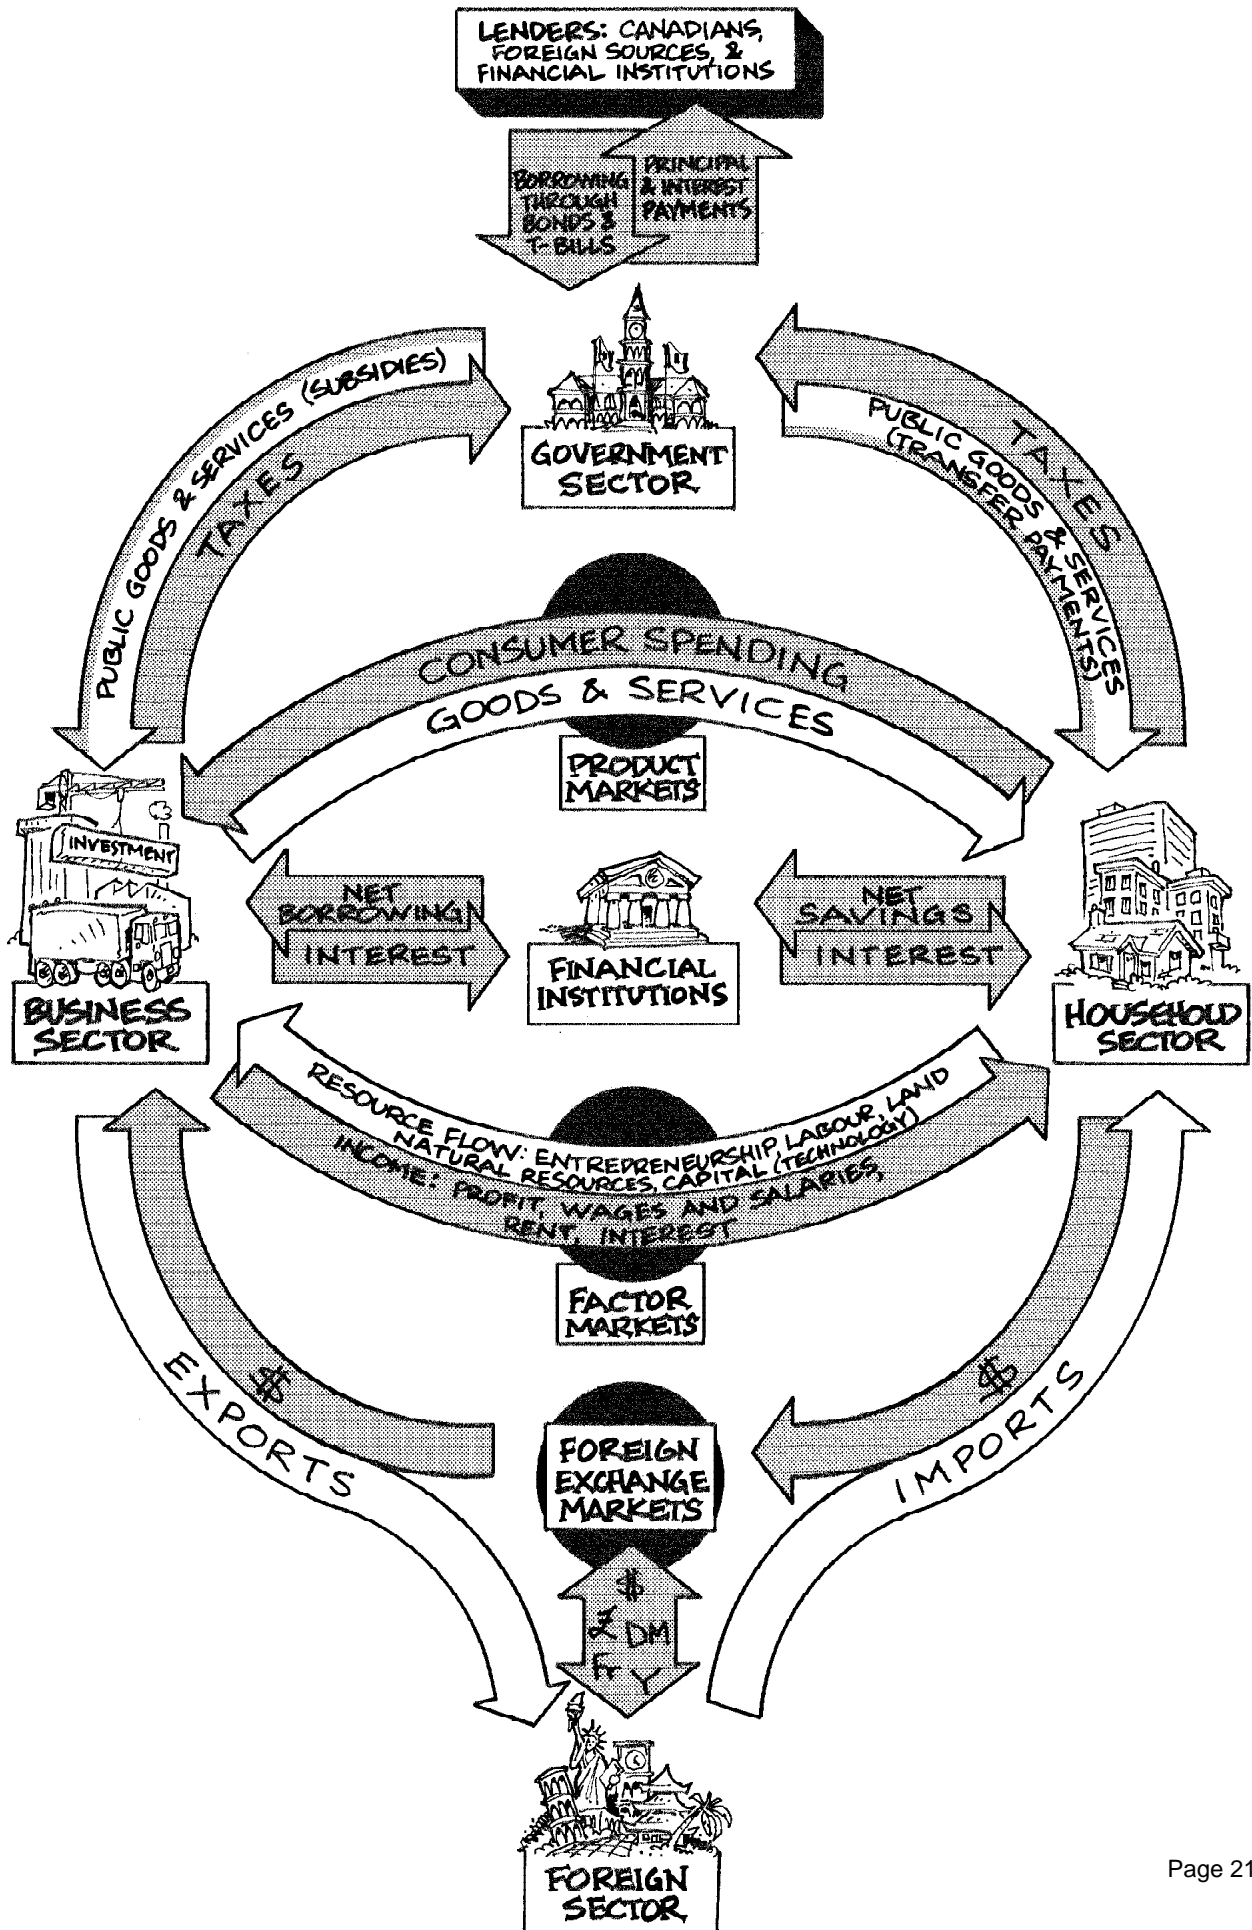 LENDERS: CANADIANS,
FOREIGN SOURCES, &
FINANCIAL INSTITUTIONS
BORROWING
THROUGH
BONDS &
T-BILLS
PRINCIPAL
& INTEREST
PAYMENTS
PUBLIC GOODS & SERVICES (SUBSIDIES)
TAXES
GOVERNMENT
SECTOR
TAXES
PUBLIC GOODS & SERVICES
(TRANSFER PAYMENTS)
CONSUMER SPENDING
GOODS & SERVICES
PRODUCT
MARKETS
INVESTMENT
BUSINESS
SECTOR
NET
BORROWING
INTEREST
FINANCIAL
INSTITUTIONS
NET
SAVINGS
INTEREST
HOUSEHOLD
SECTOR
RESOURCE FLOW: ENTREPRENEURSHIP, LABOUR, LAND
NATURAL RESOURCES, CAPITAL (TECHNOLOGY)
INCOME: PROFIT, WAGES AND SALARIES,
RENT, INTEREST
FACTOR
MARKETS
$
EXPORTS
FOREIGN
EXCHANGE
MARKETS
$
IMPORTS
$
£ DM
Fr Y
FOREIGN
SECTOR
Page 21